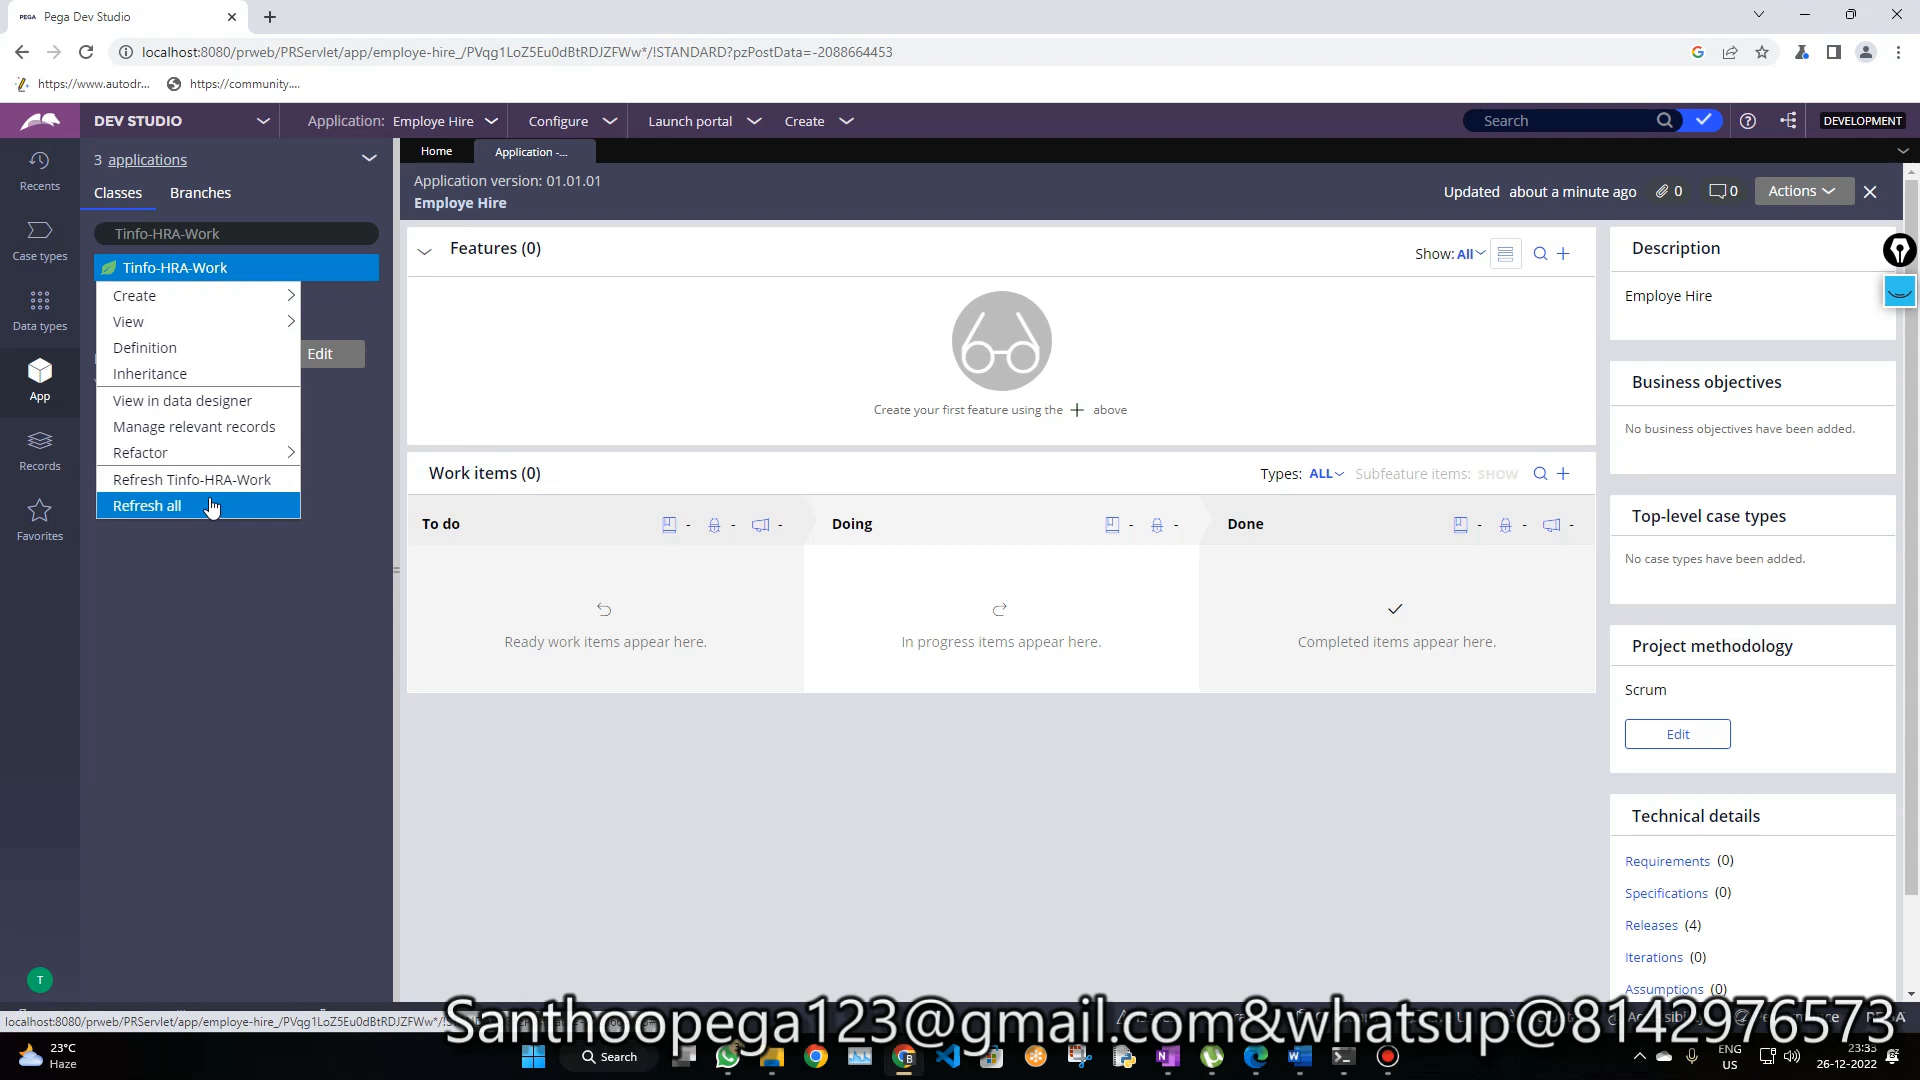 PEGA Pega Dev Studio
localhost:8080/prweb/PRServlet/app/employe-hire_/PVqg1LoZ5Eu0dBtRDJZFWw*/!STANDARD?pzPostData=-2088664453
https://www.autodr... https://community....
DEV STUDIO Application: Employe Hire Configure Launch portal Create Search DEVELOPMENT
3 applications
Home Application -...
Recents
Classes Branches
Application version: 01.01.01
Employe Hire
Updated about a minute ago 0 0 Actions
Tinfo-HRA-Work
Case types
Tinfo-HRA-Work
Features (0)
Show: All
Description
Create
Employe Hire
View
Data types
Definition
Edit
Inheritance
Business objectives
App
View in data designer
Create your first feature using the + above
Manage relevant records
No business objectives have been added.
Refactor
Records
Work items (0)
Types: ALL Subfeature items: SHOW
Refresh Tinfo-HRA-Work
Refresh all
Top-level case types
To do - - -
Doing - -
Done - - -
Favorites
No case types have been added.
Ready work items appear here.
In progress items appear here.
Completed items appear here.
Project methodology
Scrum
Edit
Technical details
Requirements (0)
Specifications (0)
Releases (4)
Iterations (0)
Assumptions (0)
T
localhost:8080/prweb/PRServlet/app/employe-hire_/PVqg1LoZ5Eu0dBtRDJZFWw*/!S
Santhoopega123@gmail.com&whatsup@8142976573
23°C
Haze
Search
ENG
US
23:33
26-12-2022